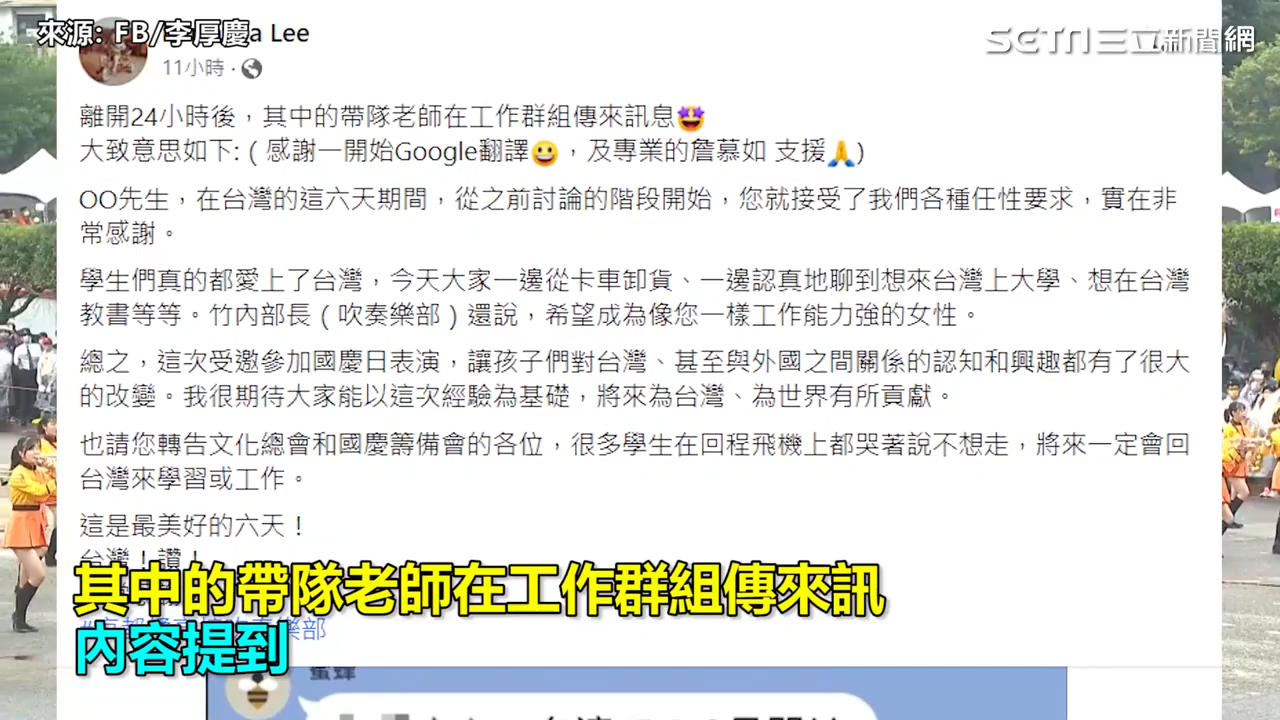 來源: FB/李厚慶
a Lee
SETN三立新聞網
11小時
離開24小時後，其中的帶隊老師在工作群組傳來訊息🤩
大致意思如下:（感謝一開始Google翻譯😀，及專業的詹慕如 支援🙏)
OO先生，在台灣的這六天期間，從之前討論的階段開始，您就接受了我們各種任性要求，實在非
常感謝。
學生們真的都愛上了台灣，今天大家一邊從卡車卸貨、一邊認真地聊到想來台灣上大學、想在台灣
教書等等。竹內部長（吹奏樂部）還說，希望成為像您一樣工作能力強的女性。
總之，這次受邀參加國慶日表演，讓孩子們對台灣、甚至與外國之間關係的認知和興趣都有了很大
的改變。我很期待大家能以這次經驗為基礎，將來為台灣、為世界有所貢獻。
也請您轉告文化總會和國慶籌備會的各位，很多學生在回程飛機上都哭著說不想走，將來一定會回
台灣來學習或工作。
這是最美好的六天！
台灣！讚！
其中的帶隊老師在工作群組傳來訊
樂部
內容提到
蜜蜂